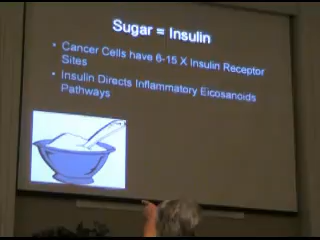 Sugar = Insulin
• Cancer Cells have 6-15 X Insulin Receptor
Sites
• Insulin Directs Inflammatory Eicosanoids
Pathways